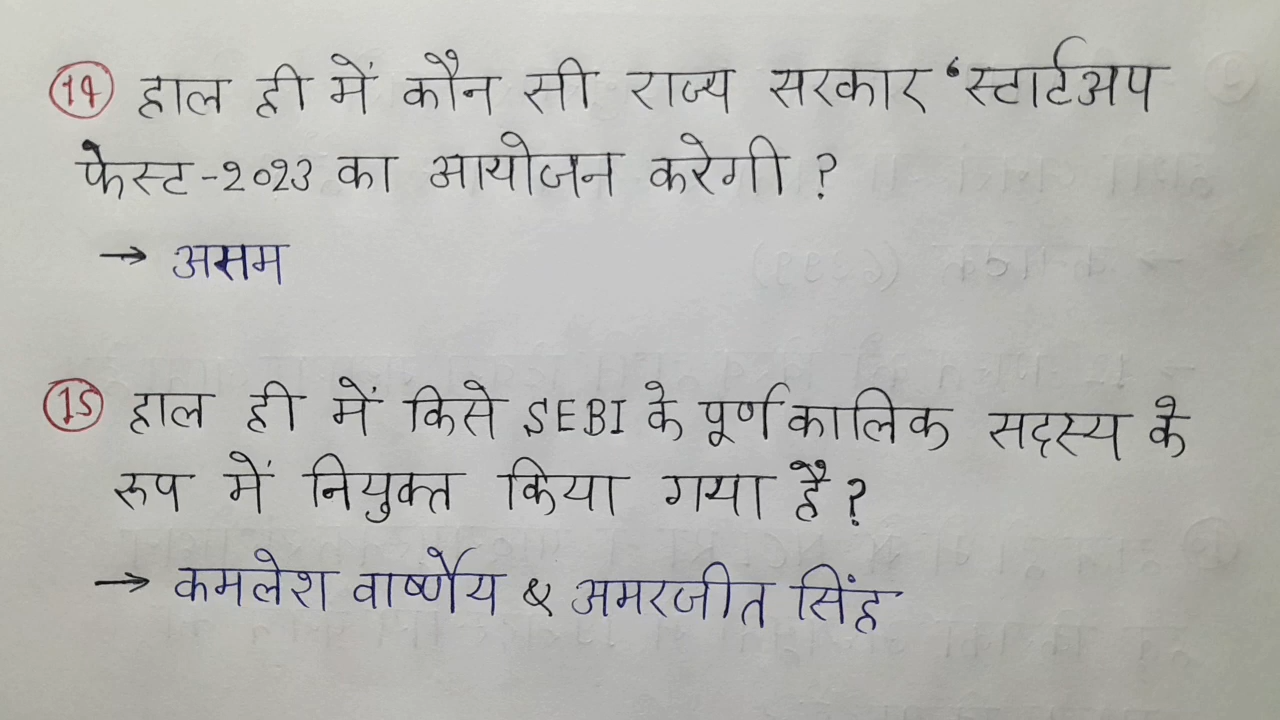 14 हाल ही में कौन सी राज्य सरकार ‘स्टार्टअप
फेस्ट-2023 का आयोजन करेगी ?
→ असम
15 हाल ही में किसे SEBI के पूर्णकालिक सदस्य के
रूप में नियुक्त किया गया है ?
→ कमलेश वार्ष्णेय & अमरजीत सिंह